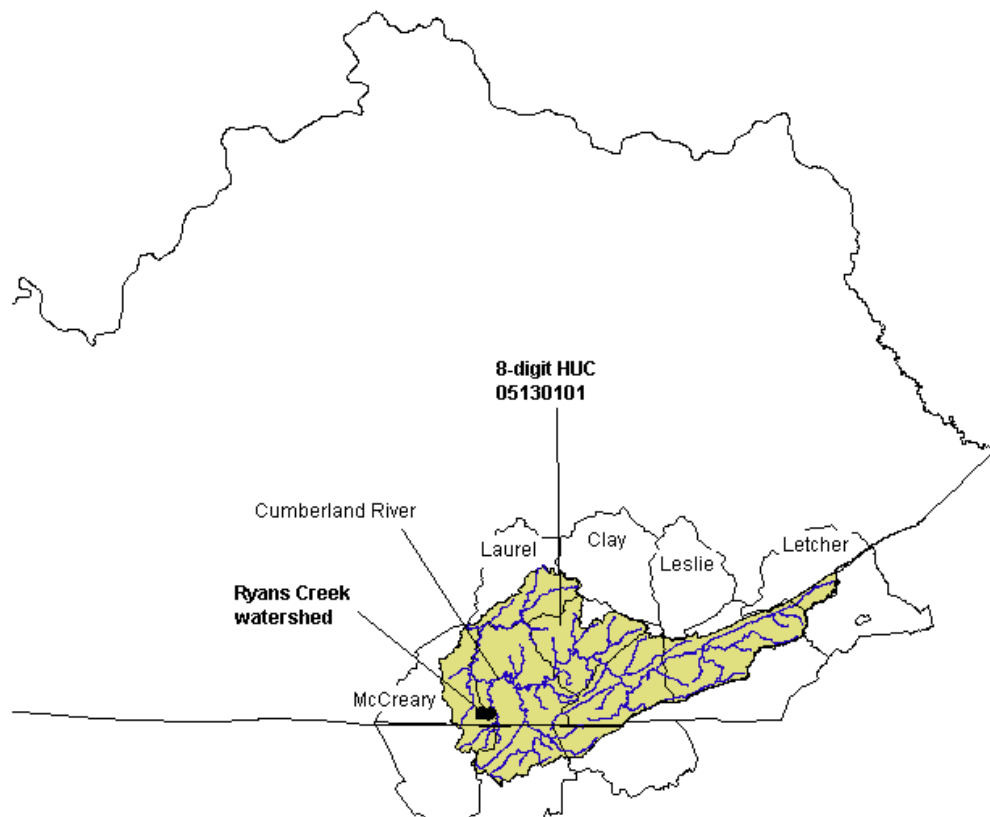 8-digit HUC
05130101
Cumberland River
Laurel
Clay
Leslie
Letcher
Ryans Creek
watershed
McCreary